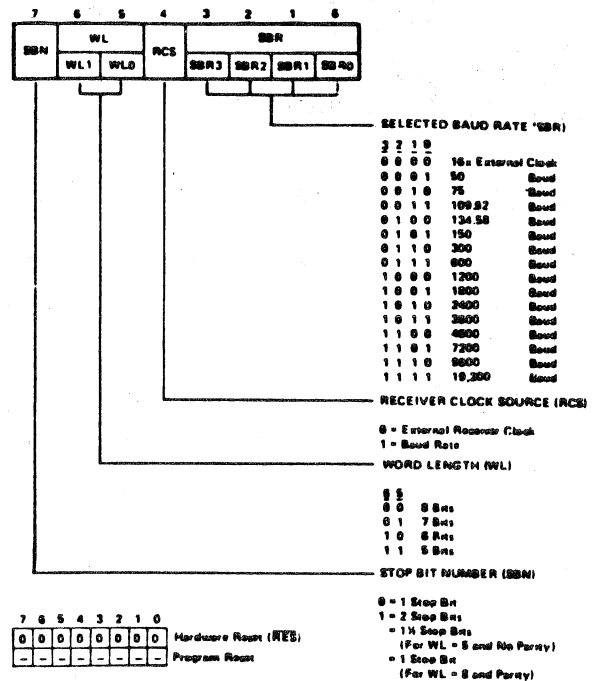 7 6 5 4 3 2 1 0
SBN WL RCS SBR
WL1 WL0 SBR3 SBR2 SBR1 SBR0
SELECTED BAUD RATE (SBR)
3 2 1 0
0 0 0 0 16x External Clock
0 0 0 1 50 Baud
0 0 1 0 75 Baud
0 0 1 1 109.92 Baud
0 1 0 0 134.58 Baud
0 1 0 1 150 Baud
0 1 1 0 300 Baud
0 1 1 1 600 Baud
1 0 0 0 1200 Baud
1 0 0 1 1800 Baud
1 0 1 0 2400 Baud
1 0 1 1 3600 Baud
1 1 0 0 4800 Baud
1 1 0 1 7200 Baud
1 1 1 0 9600 Baud
1 1 1 1 19,200 Baud
RECEIVER CLOCK SOURCE (RCS)
0 = External Receiver Clock
1 = Baud Rate
WORD LENGTH (WL)
6 5
0 0 8 Bits
0 1 7 Bits
1 0 6 Bits
1 1 5 Bits
STOP BIT NUMBER (SBN)
0 = 1 Stop Bit
1 = 2 Stop Bits
= 1½ Stop Bits
(For WL = 5 and No Parity)
= 1 Stop Bit
(For WL = 8 and Parity)
7 6 5 4 3 2 1 0
0 0 0 0 0 0 0 0 Hardware Reset (RES)
– – – – – – – – Program Reset